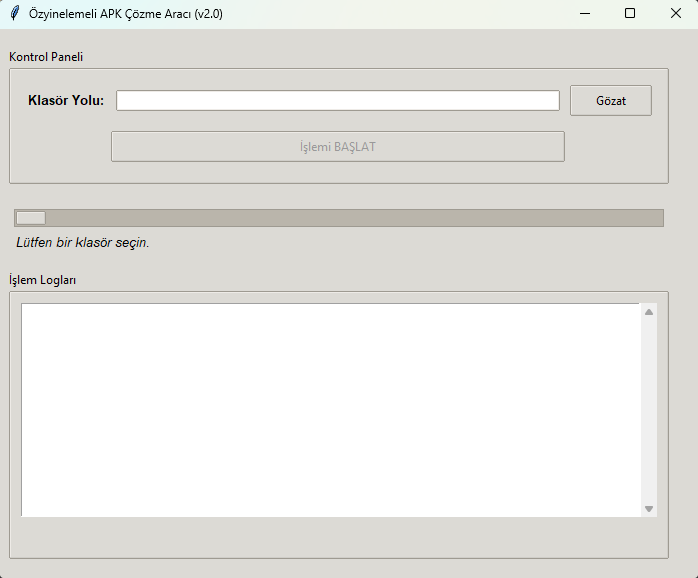 Özyinelemeli APK Çözme Aracı (v2.0)
Kontrol Paneli
Klasör Yolu:
Gözat
İşlemi BAŞLAT
Lütfen bir klasör seçin.
İşlem Logları